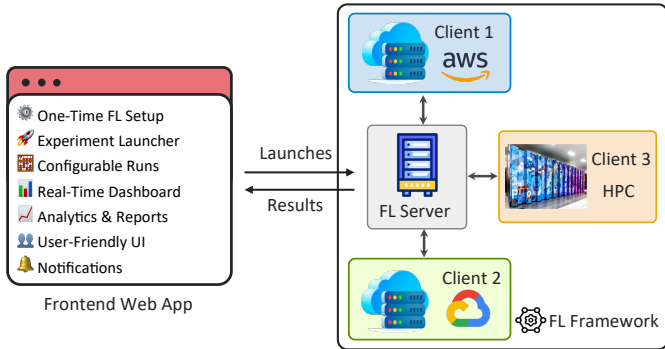 One-Time FL Setup
Experiment Launcher
Configurable Runs
Real-Time Dashboard
Analytics & Reports
User-Friendly UI
Notifications
Frontend Web App
Launches
Results
Client 1
aws
FL Server
Client 3
HPC
Client 2
FL Framework